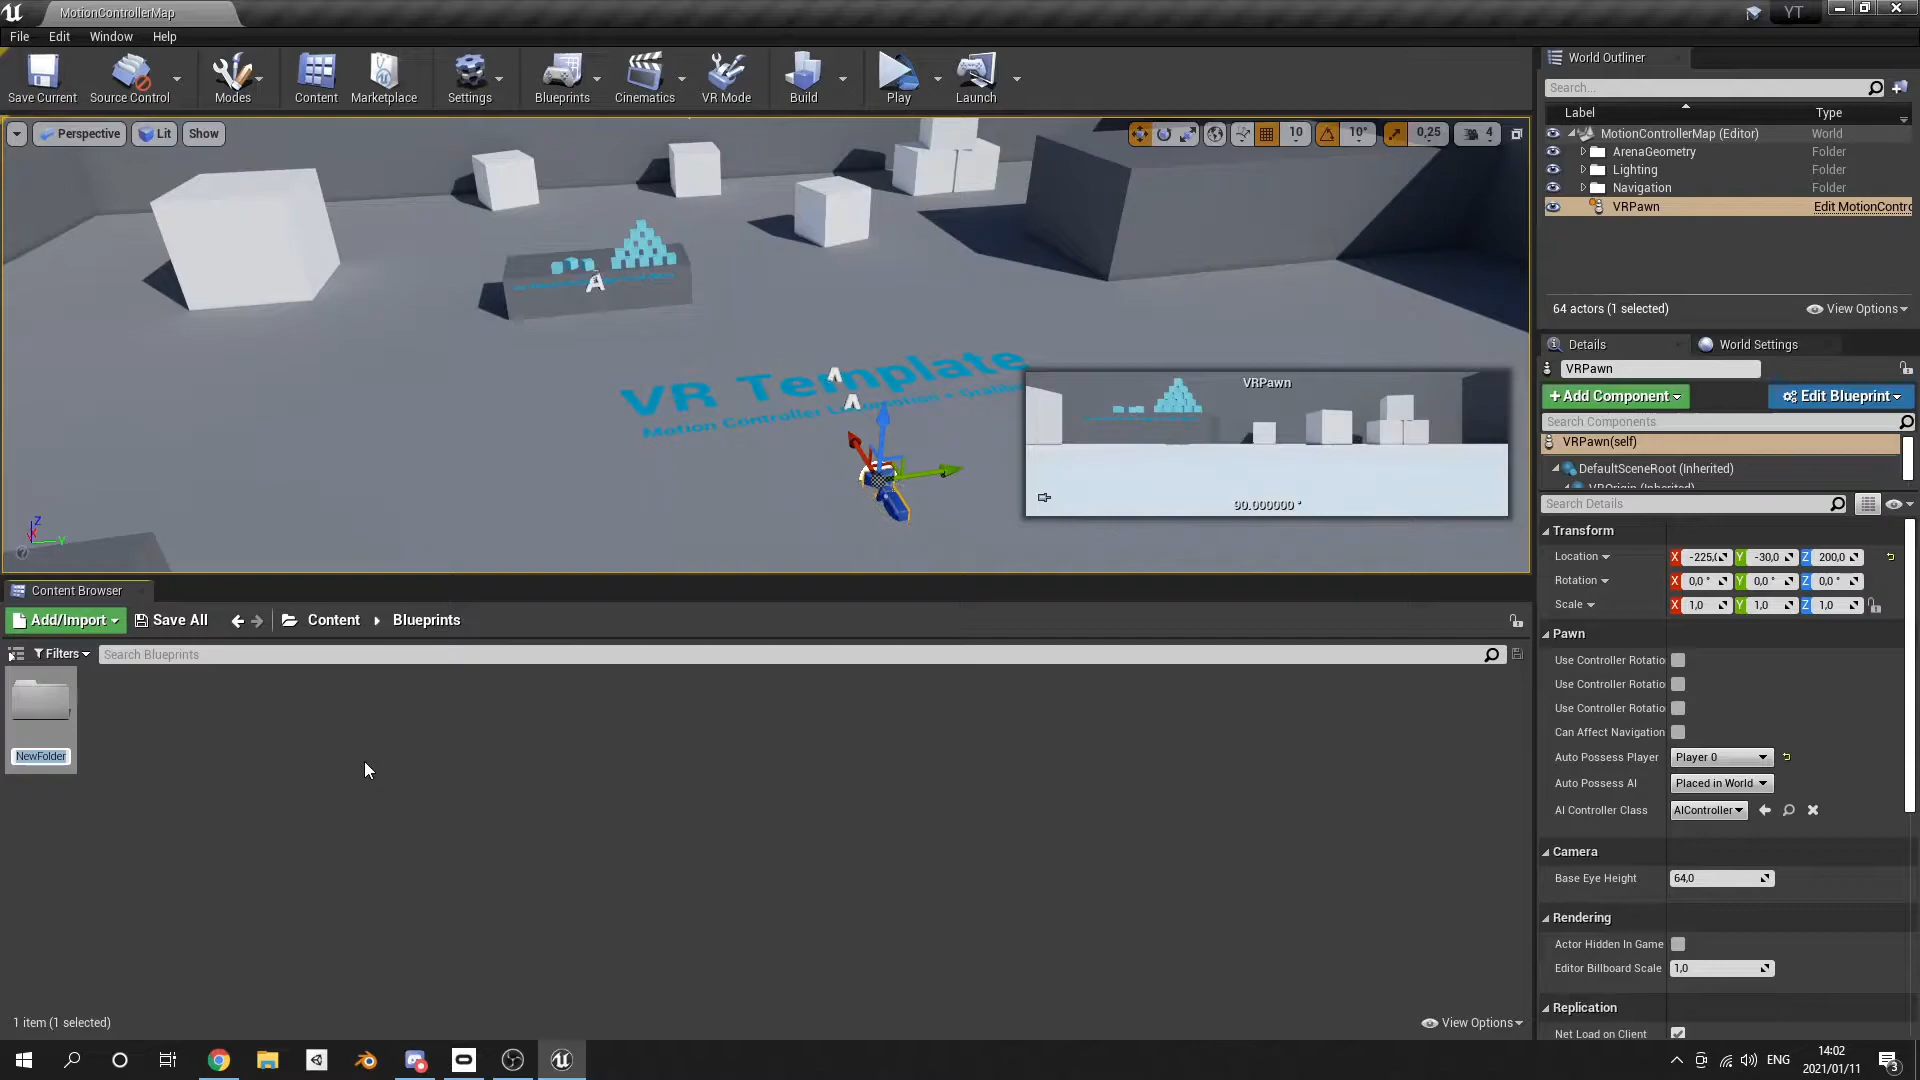 MotionControllerMap
YT
File Edit Window Help
Save Current
Source Control
Modes
Content
Marketplace
Settings
Blueprints
Cinematics
VR Mode
Build
Play
Launch
Perspective
Lit
Show
10
10°
0,25
4
VR Template
VRPawn
90.000000 °
World Outliner
Search...
Label Type
MotionControllerMap (Editor) World
ArenaGeometry Folder
Lighting Folder
Navigation Folder
VRPawn Edit MotionContro
64 actors (1 selected)
View Options
Details
World Settings
VRPawn
+Add Component
Edit Blueprint
Search Components
VRPawn(self)
DefaultSceneRoot (Inherited)
VROrigin (Inherited)
Search Details
Transform
Location X -225,( Y -30,0 Z 200,0
Rotation X 0,0 ° Y 0,0 ° Z 0,0 °
Scale X 1,0 Y 1,0 Z 1,0
Pawn
Use Controller Rotatio
Use Controller Rotatio
Use Controller Rotatio
Can Affect Navigation
Auto Possess Player Player 0
Auto Possess AI Placed in World
AI Controller Class AIController
Camera
Base Eye Height 64,0
Rendering
Actor Hidden In Game
Editor Billboard Scale 1,0
Replication
Net Load on Client
Content Browser
Add/Import
Save All
Content
Blueprints
Filters
Search Blueprints
NewFolder
1 item (1 selected)
View Options
ENG
14:02
2021/01/11
3